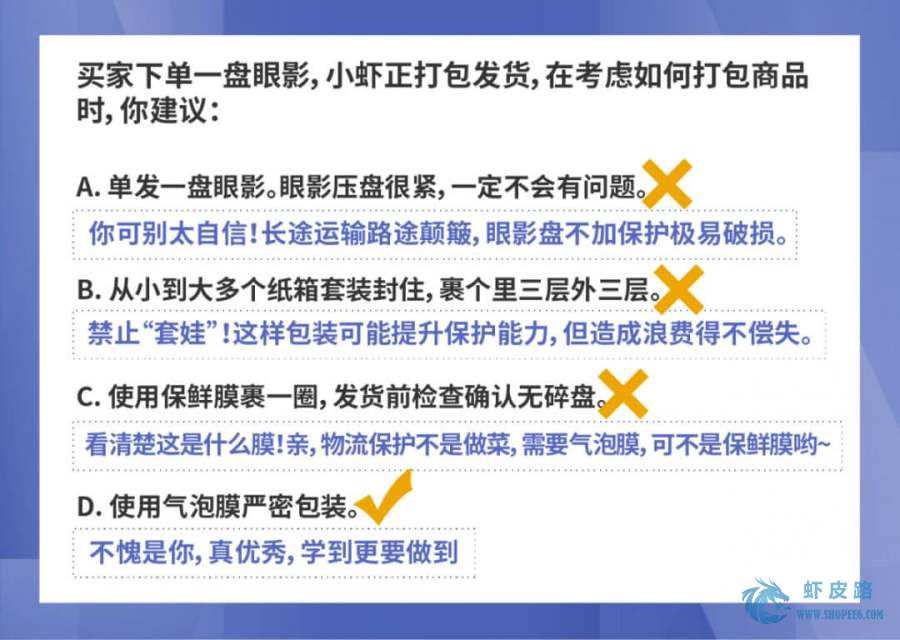 买家下单一盘眼影，小虾正打包发货，在考虑如何打包商品
时，你建议：
A. 单发一盘眼影。眼影压盘很紧，一定不会有问题。
你可别太自信！长途运输路途颠簸，眼影盘不加保护极易破损。
B. 从小到大多个纸箱套装封住，裹个里三层外三层。
禁止“套娃”！这样包装可能提升保护能力，但造成浪费得不偿失。
C. 使用保鲜膜裹一圈，发货前检查确认无碎盘。
看清楚这是什么膜！亲，物流保护不是做菜，需要气泡膜，可不是保鲜膜哟~
D. 使用气泡膜严密包装。
不愧是你，真优秀，学到更要做到
虾皮路
WWW.SHOPEE6.COM